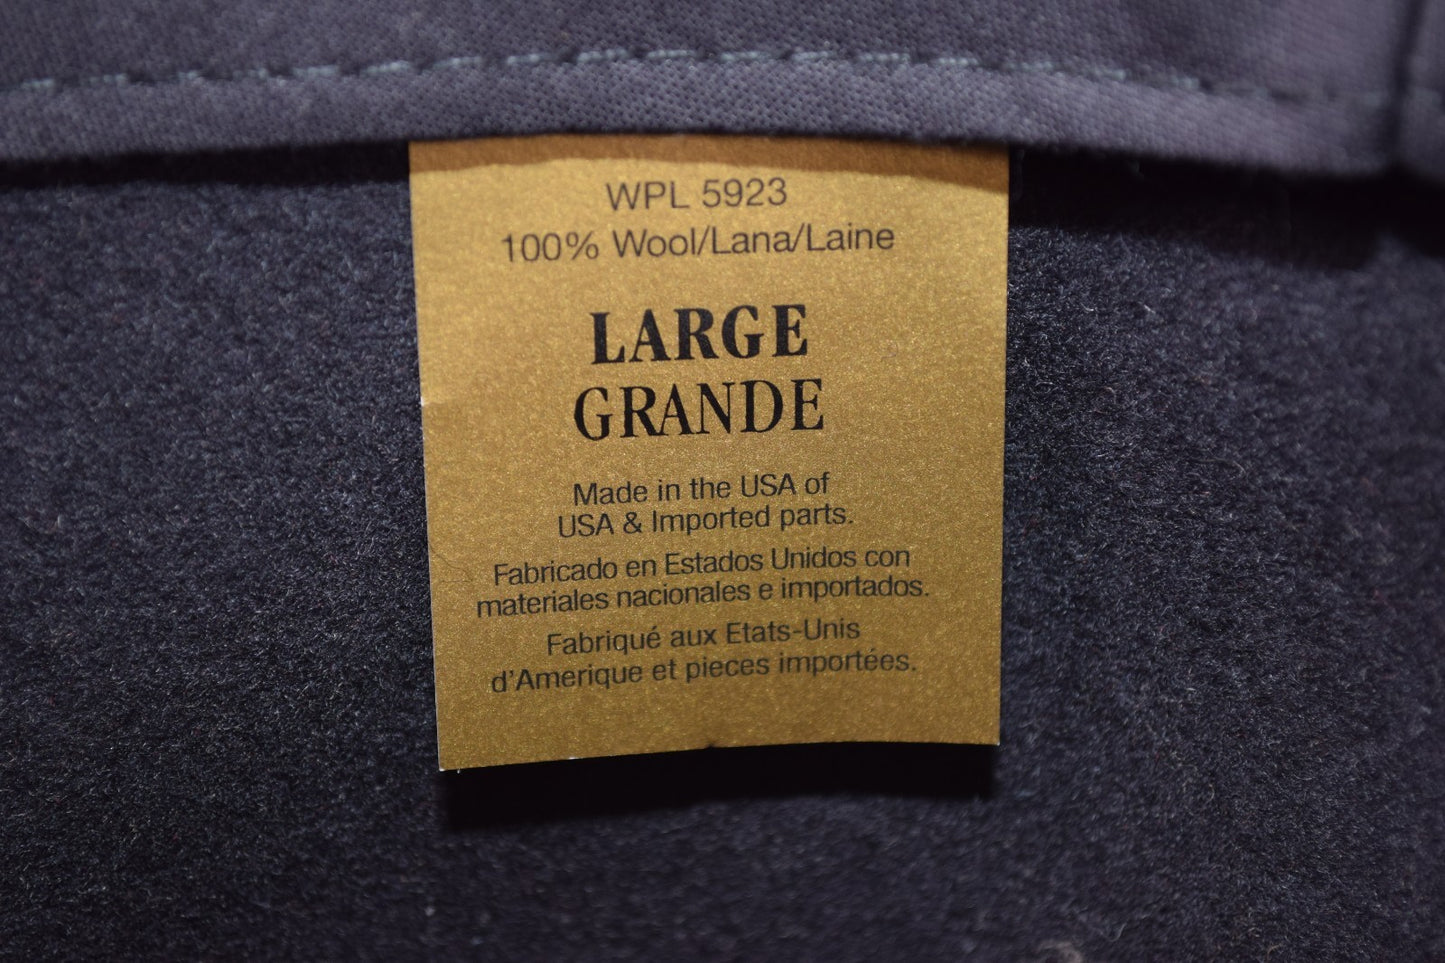 WPL 5923
100% Wool/Lana/Laine
LARGE
GRANDE
Made in the USA of
USA & Imported parts.
Fabricado en Estados Unidos con
materiales nacionales e importados.
Fabriqué aux Etats-Unis
d'Amerique et pieces importées.